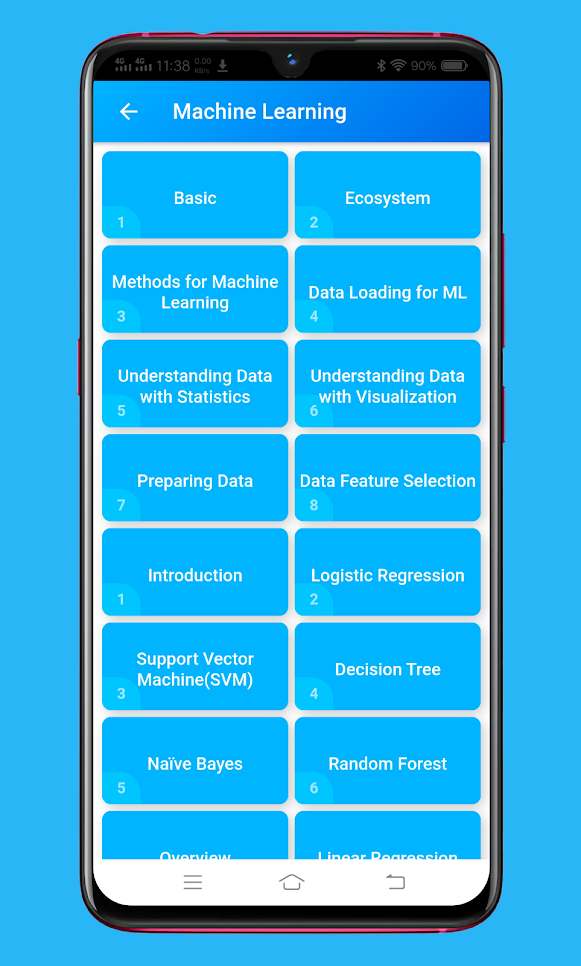 4G 4G 11:38 0.00 KB/s 90%
Machine Learning
Basic
1
Ecosystem
2
Methods for Machine
Learning
3
Data Loading for ML
4
Understanding Data
with Statistics
5
Understanding Data
with Visualization
6
Preparing Data
7
Data Feature Selection
8
Introduction
1
Logistic Regression
2
Support Vector
Machine(SVM)
3
Decision Tree
4
Naïve Bayes
5
Random Forest
6
Overview
Linear Regression